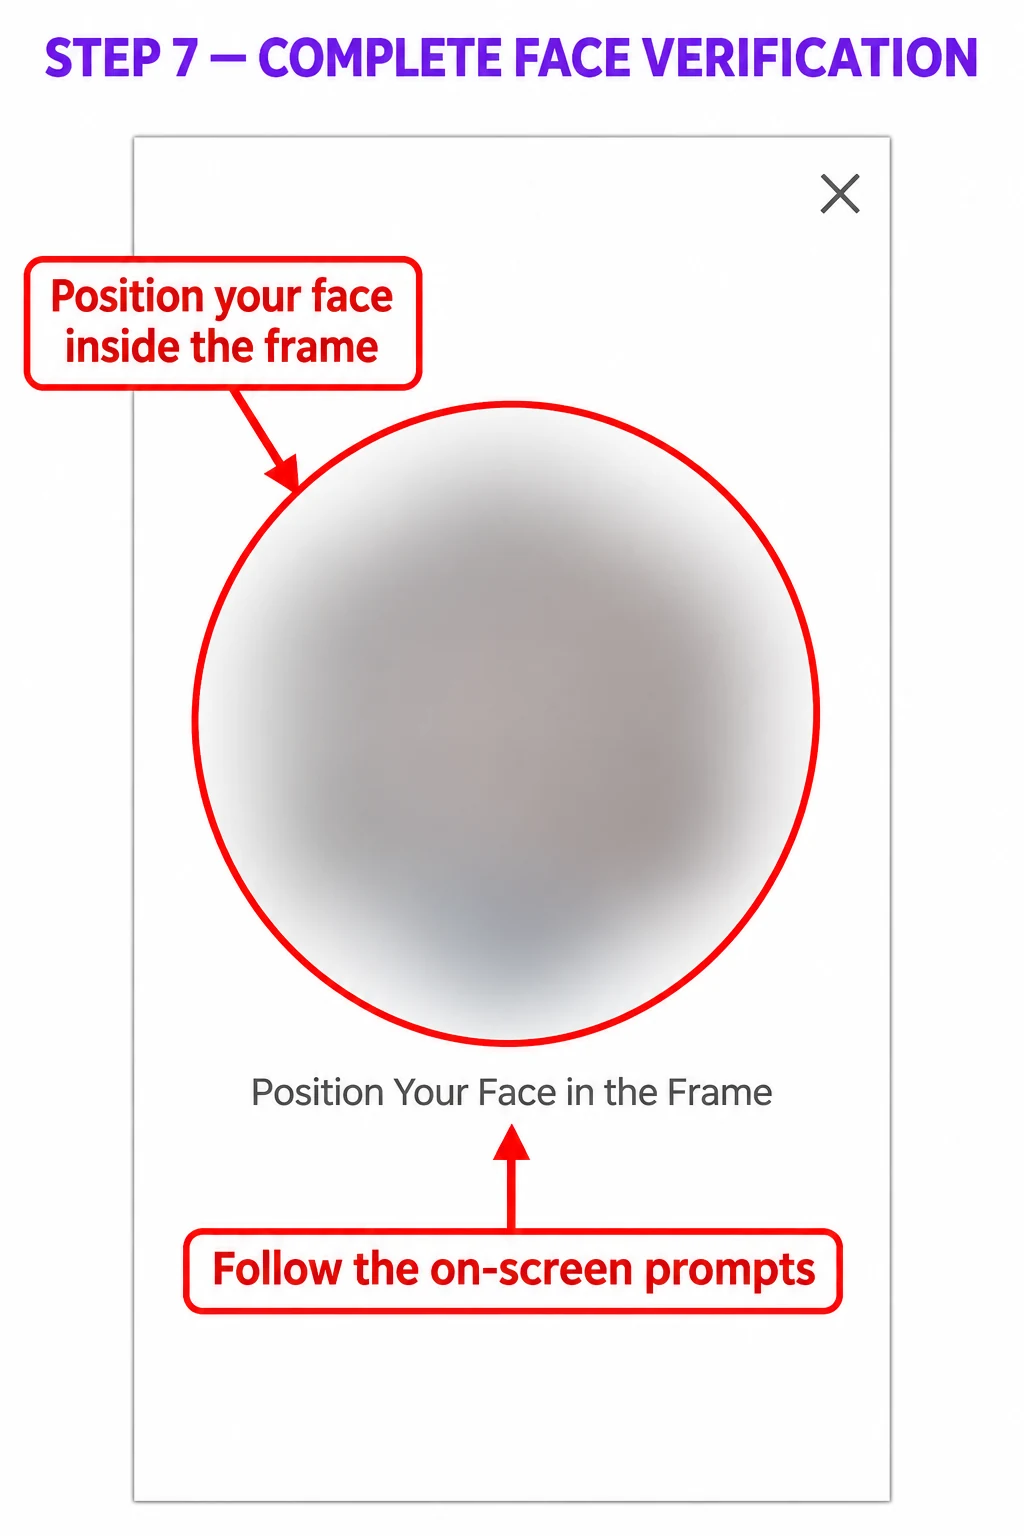 STEP 7 — COMPLETE FACE VERIFICATION
Position your face
inside the frame
Position Your Face in the Frame
Follow the on-screen prompts